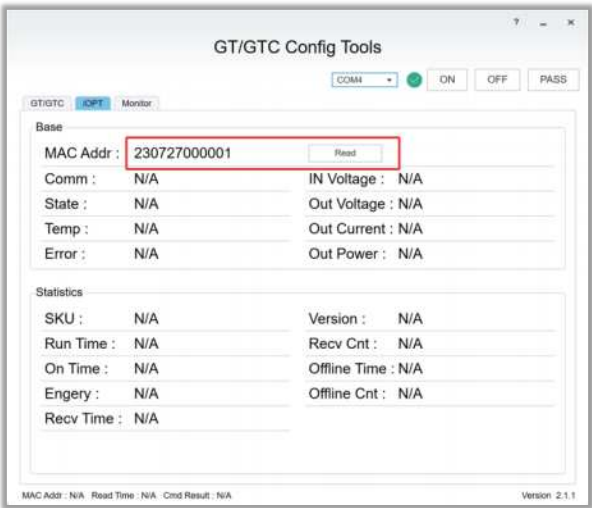 ? – ×
GT/GTC Config Tools
COM4 ON OFF PASS
GT/GTC /OPT Monitor
Base
MAC Addr : 230727000001 Read
Comm : N/A IN Voltage : N/A
State : N/A Out Voltage : N/A
Temp : N/A Out Current : N/A
Error : N/A Out Power : N/A
Statistics
SKU : N/A Version : N/A
Run Time : N/A Recv Cnt : N/A
On Time : N/A Offline Time : N/A
Engery : N/A Offline Cnt : N/A
Recv Time : N/A
MAC Addr : N/A Read Time : N/A Cmd Result : N/A Version 2.1.1